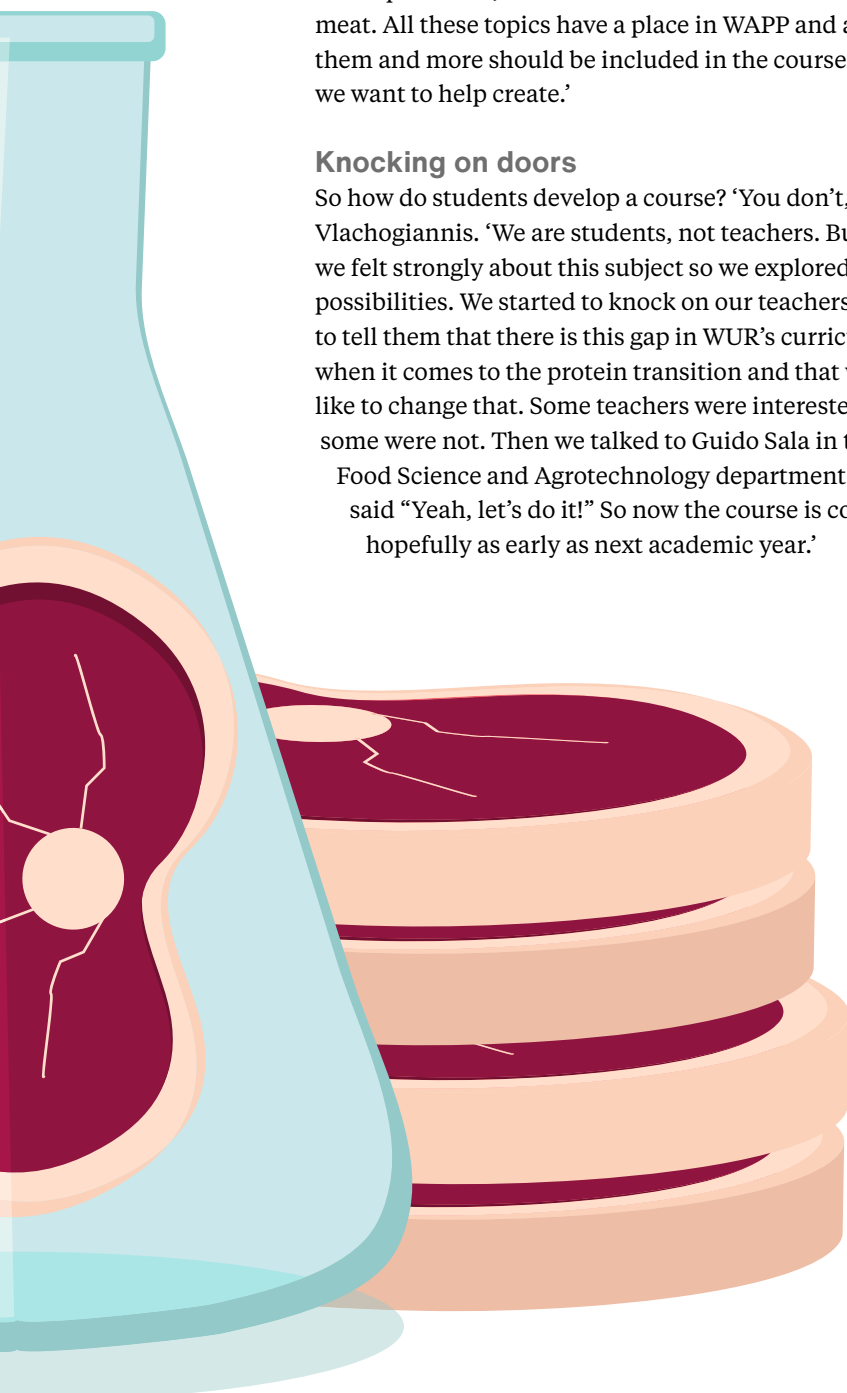 meat. All these topics have a place in WAPP and
them and more should be included in the course
we want to help create.’
Knocking on doors
So how do students develop a course? ‘You don’t,
Vlachogiannis. ‘We are students, not teachers.
we felt strongly about this subject so we explored
possibilities. We started to knock on our teachers
to tell them that there is this gap in WUR’s
when it comes to the protein transition and that
like to change that. Some teachers were
some were not. Then we talked to Guido Sala in
Food Science and Agrotechnology department
said “Yeah, let’s do it!” So now the course is
hopefully as early as next academic year.’